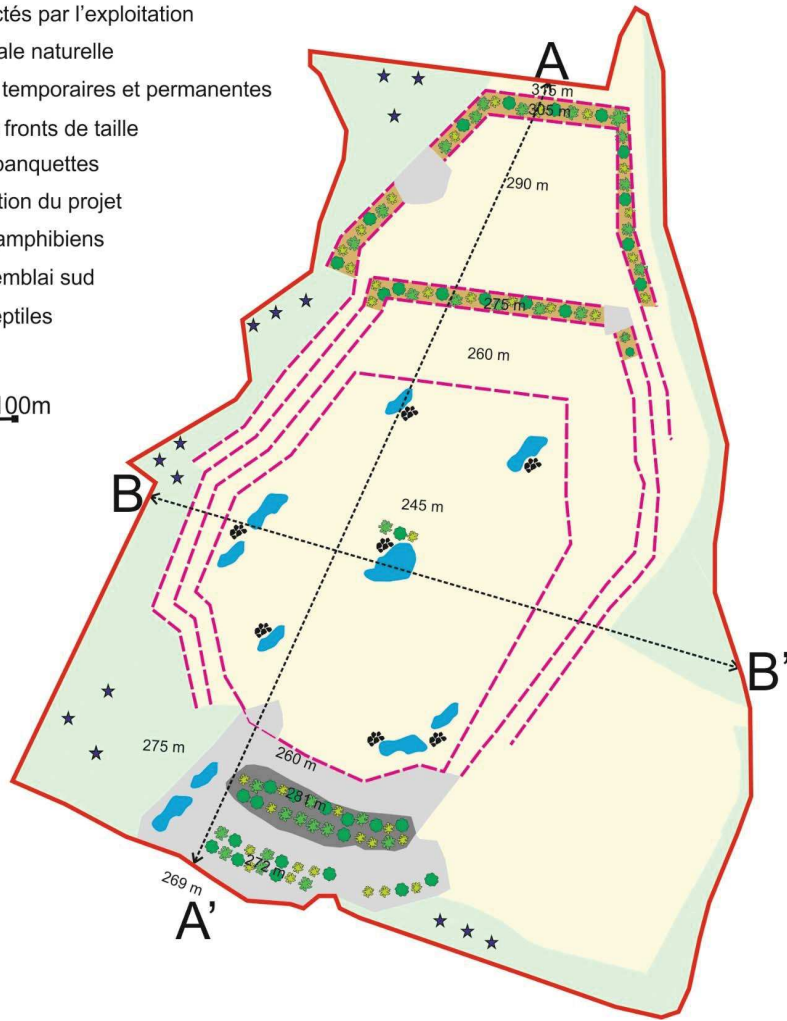 ctés par l'exploitation
ale naturelle
temporaires et permanentes
fronts de taille
banquettes
tion du projet
amphibiens
emblai sud
eptiles
100m
A
315 m
305 m
290 m
275 m
260 m
B
245 m
B'
275 m
260 m
281 m
272 m
269 m
A'